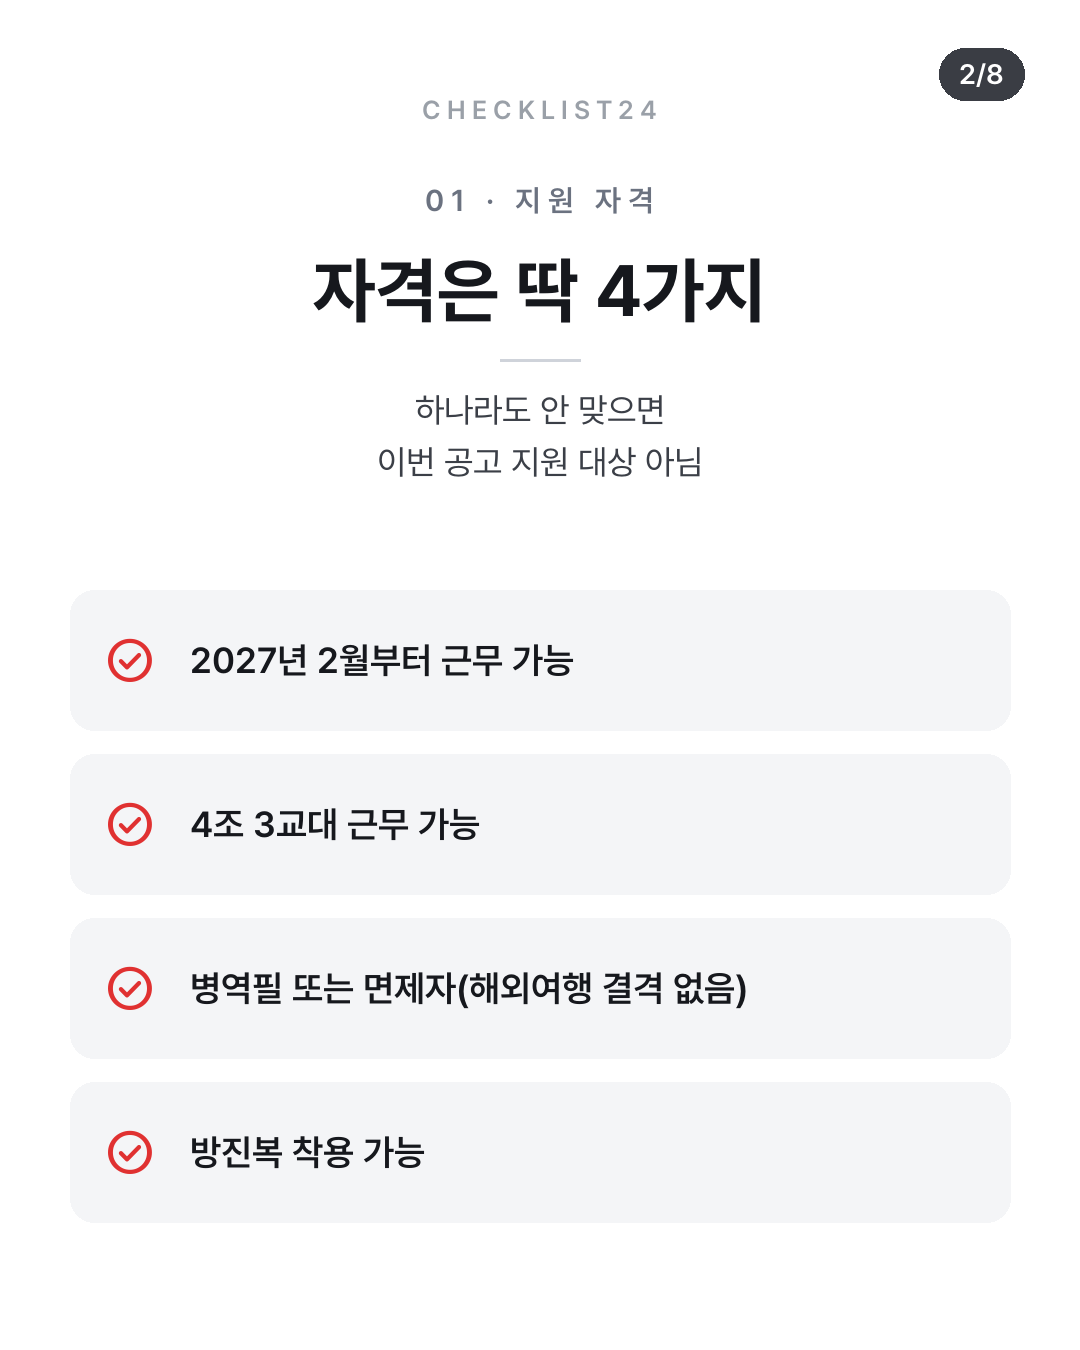 2/8
CHECKLIST24
01 · 지원 자격
자격은 딱 4가지
하나라도 안 맞으면
이번 공고 지원 대상 아님
2027년 2월부터 근무 가능
4조 3교대 근무 가능
병역필 또는 면제자(해외여행 결격 없음)
방진복 착용 가능